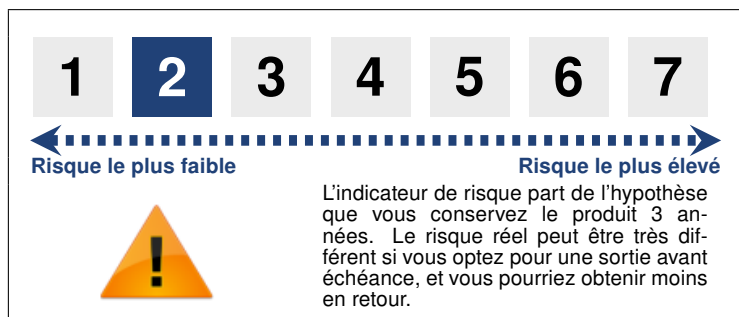 1 2 3 4 5 6 7
Risque le plus faible Risque le plus élevé
L'indicateur de risque part de l'hypothèse
que vous conservez le produit 3 an-
nées. Le risque réel peut être très dif-
férent si vous optez pour une sortie avant
échéance, et vous pourriez obtenir moins
en retour.